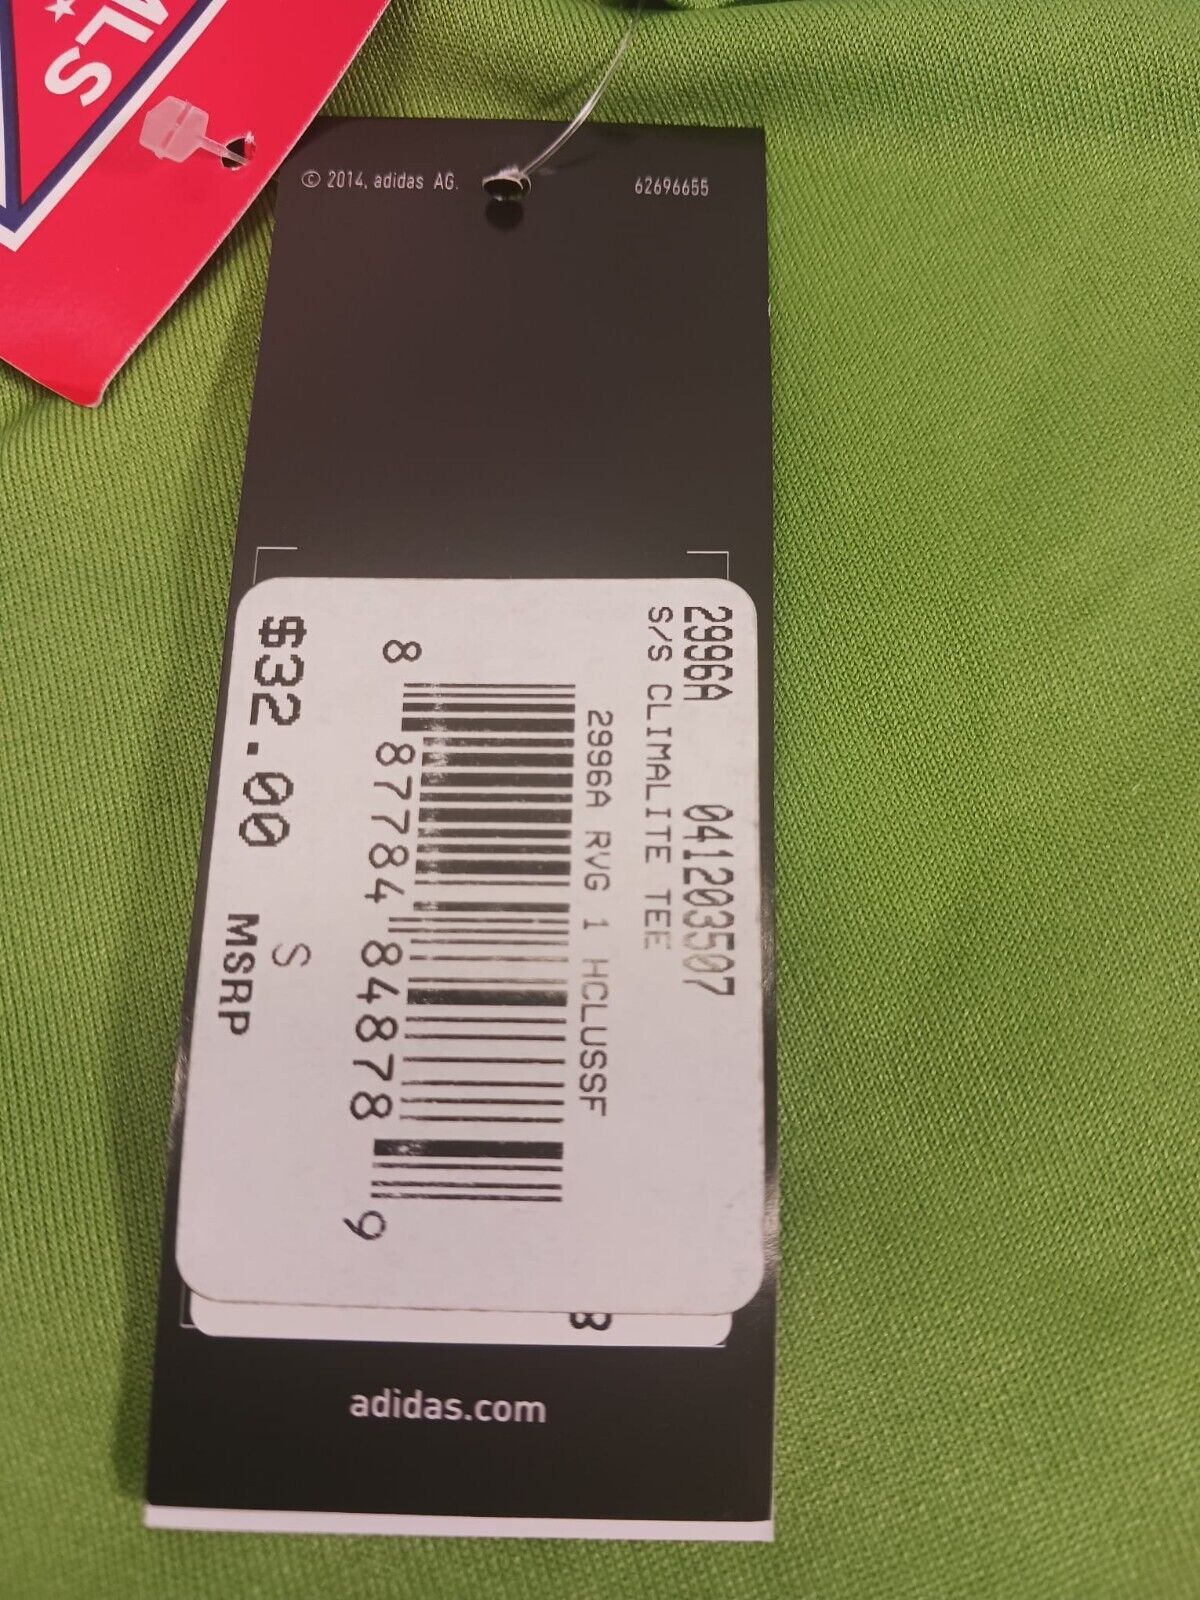 MLS
© 2014, adidas AG.
62696655
2996A 041203507
S/S CLIMALITE TEE
2996A RVG 1 HCLUSSF
8 87784 84878 9
S
$32.00 MSRP
B
adidas.com